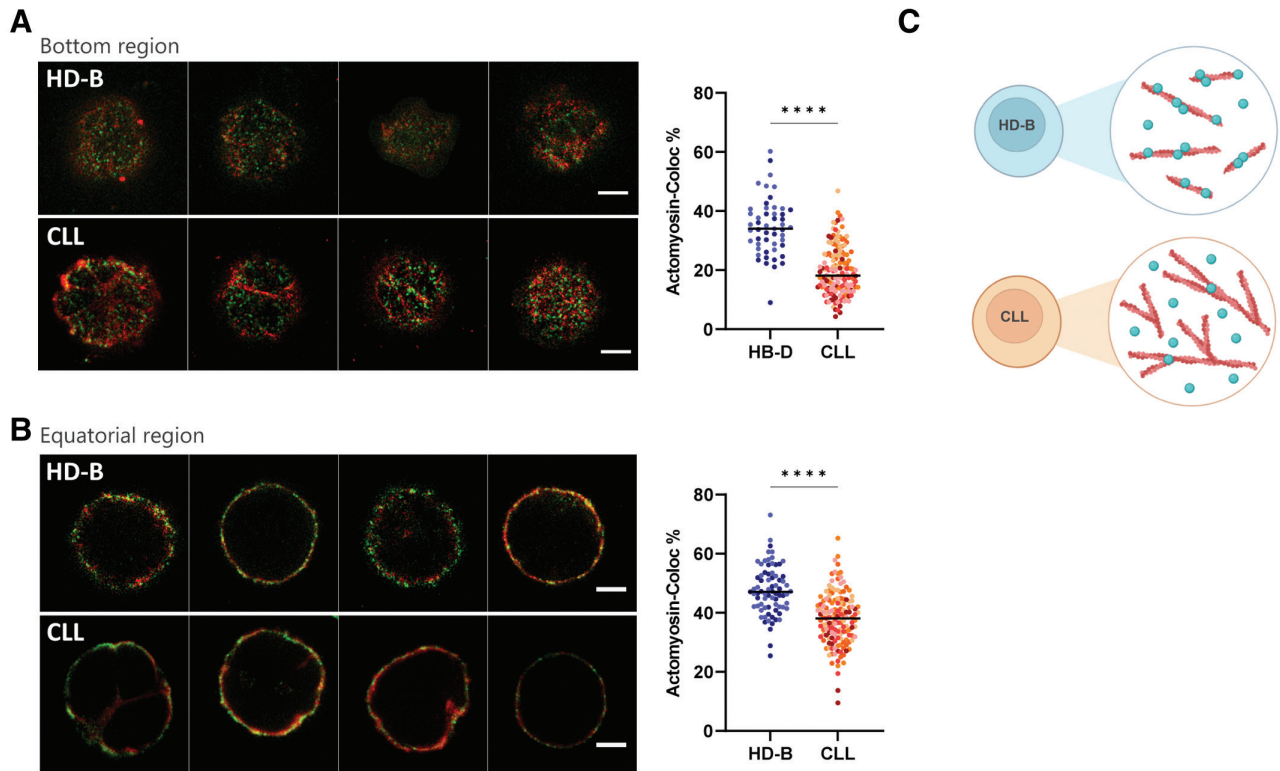 A
Bottom region
HD-B
CLL
Actomyosin-Coloc %
80
60
40
20
0
****
HB-D
CLL
C
HD-B
CLL
B
Equatorial region
HD-B
CLL
Actomyosin-Coloc %
80
60
40
20
0
****
HD-B
CLL